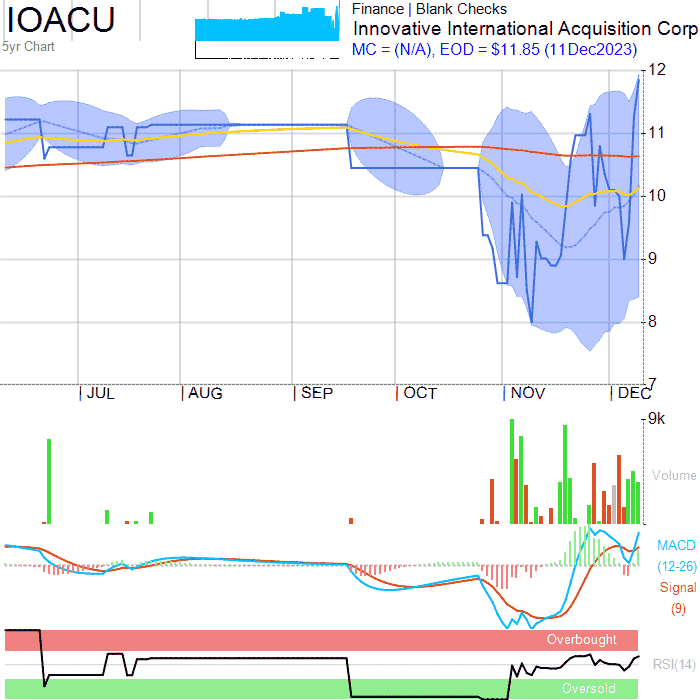 IOACU
5yr Chart
Finance | Blank Checks
Innovative International Acquisition Corp
MC = (N/A), EOD = $11.85 (11Dec2023)
12
11
10
9
8
7
JUL
AUG
SEP
OCT
NOV
DEC
9k
Volume
MACD
(12-26)
Signal
(9)
Overbought
RSI(14)
Oversold